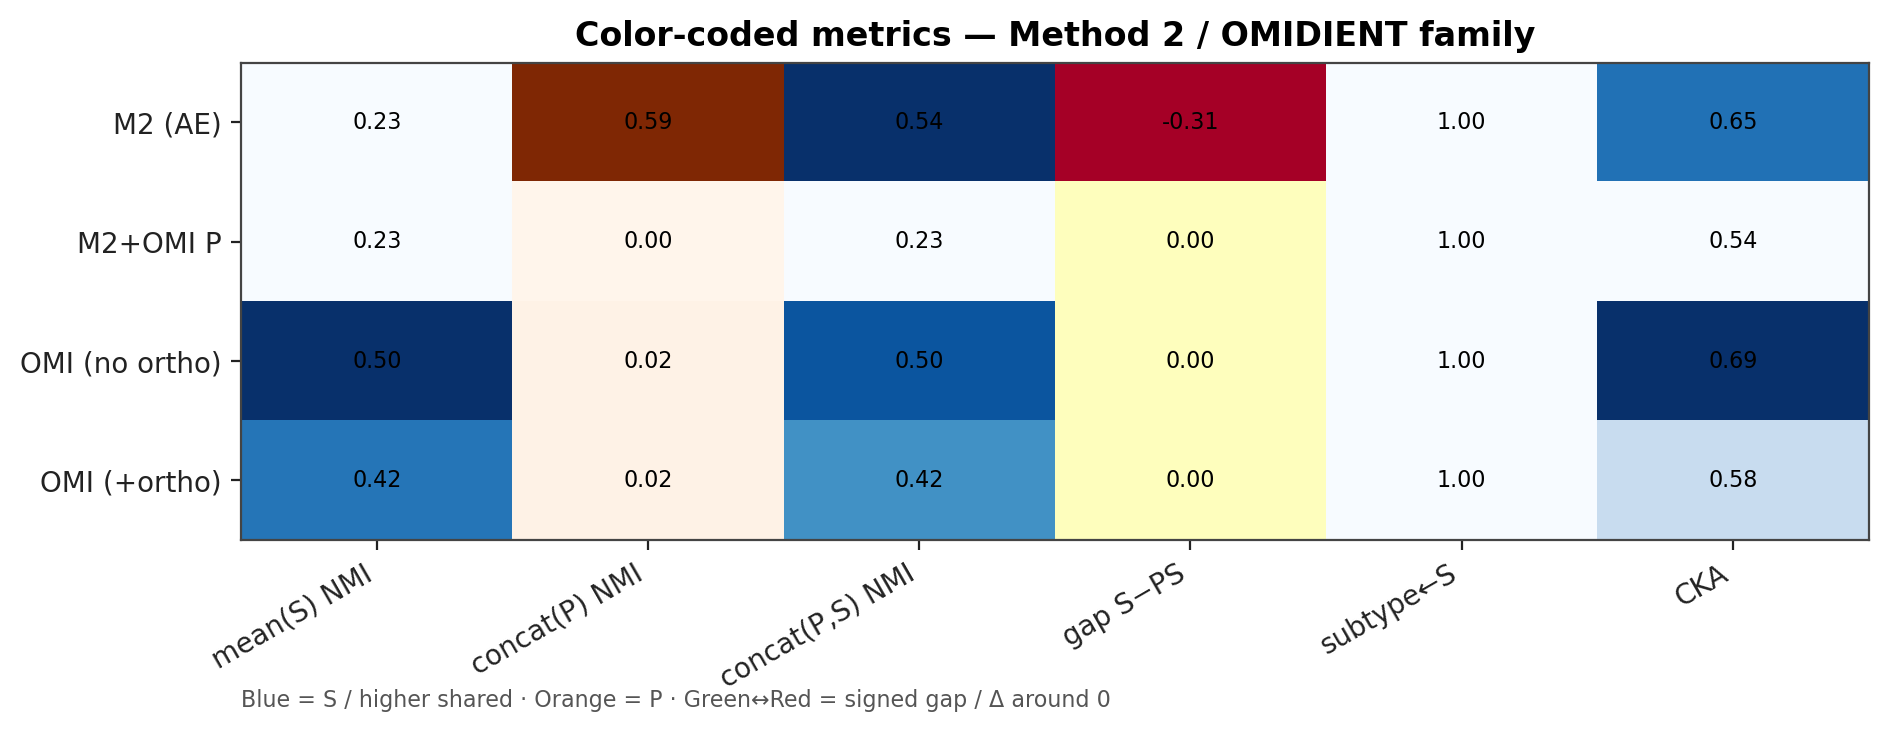 Color-coded metrics — Method 2 / OMIDIENT family
M2 (AE) 0.23 0.59 0.54 -0.31 1.00 0.65
M2+OMI P 0.23 0.00 0.23 0.00 1.00 0.54
OMI (no ortho) 0.50 0.02 0.50 0.00 1.00 0.69
OMI (+ortho) 0.42 0.02 0.42 0.00 1.00 0.58
mean(S) NMI concat(P) NMI concat(P,S) NMI gap S−PS subtype←S CKA
Blue = S / higher shared · Orange = P · Green↔Red = signed gap / Δ around 0